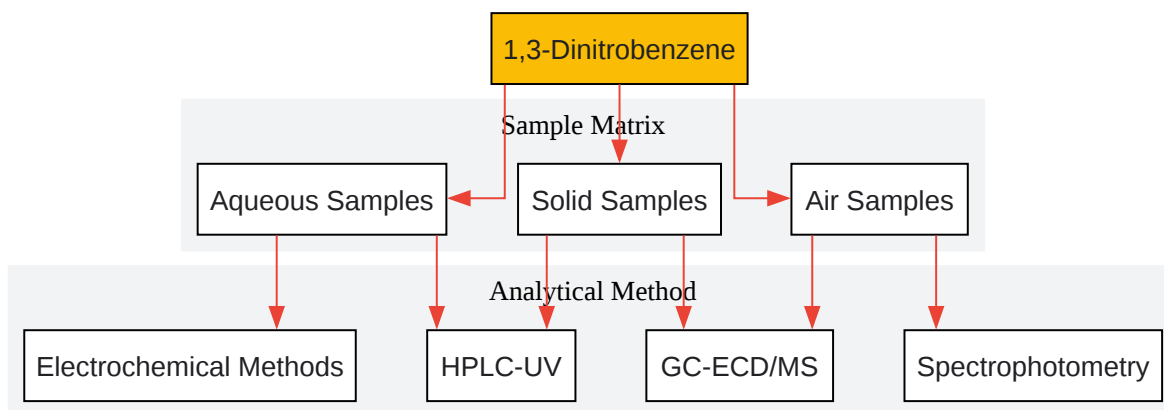 1,3-Dinitrobenzene
Sample Matrix
Aqueous Samples
Solid Samples
Air Samples
Analytical Method
Electrochemical Methods
HPLC-UV
GC-ECD/MS
Spectrophotometry